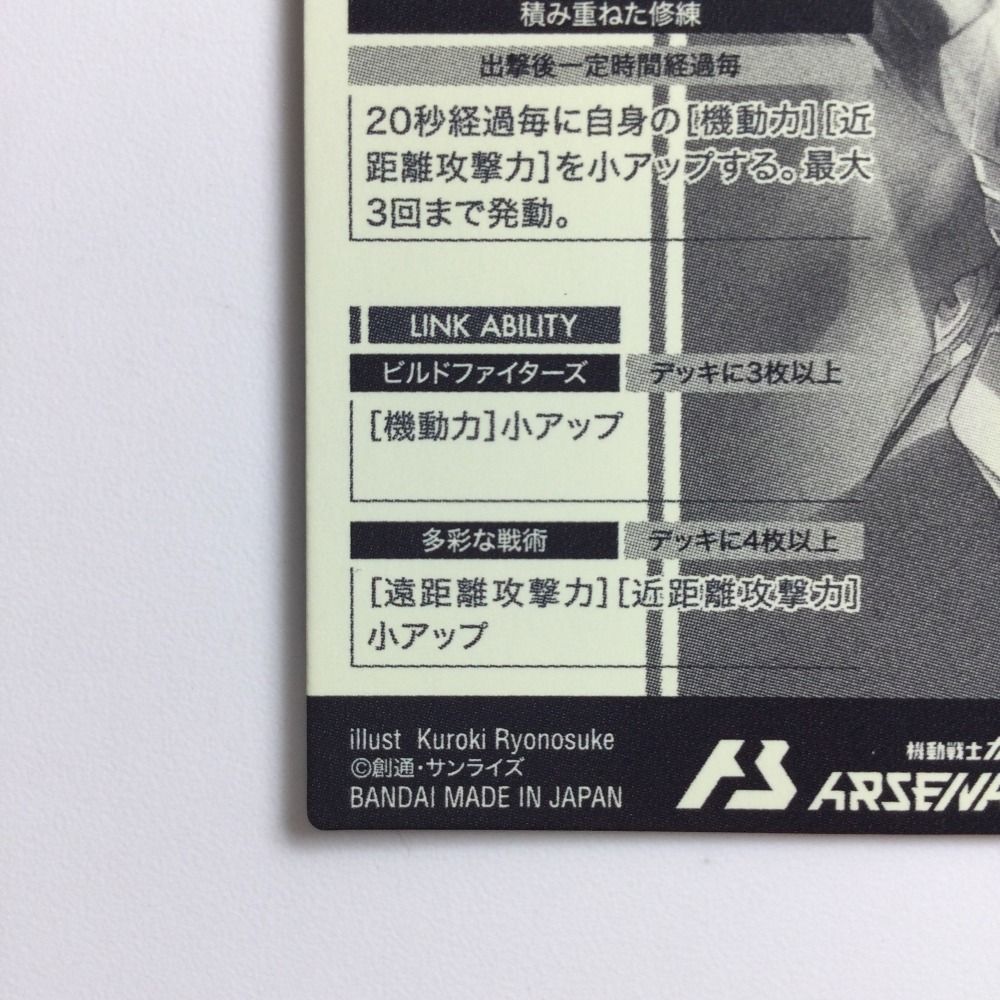 積み重ねた修練
出撃後一定時間経過毎
20秒経過毎に自身の[機動力][近
距離攻撃力]を小アップする。最大
3回まで発動。
LINK ABILITY
ビルドファイターズ デッキに3枚以上
[機動力]小アップ
多彩な戦術 デッキに4枚以上
[遠距離攻撃力][近距離攻撃力]
小アップ
illust Kuroki Ryonosuke
©創通・サンライズ
BANDAI MADE IN JAPAN
機動戦士ガ
ARSENA